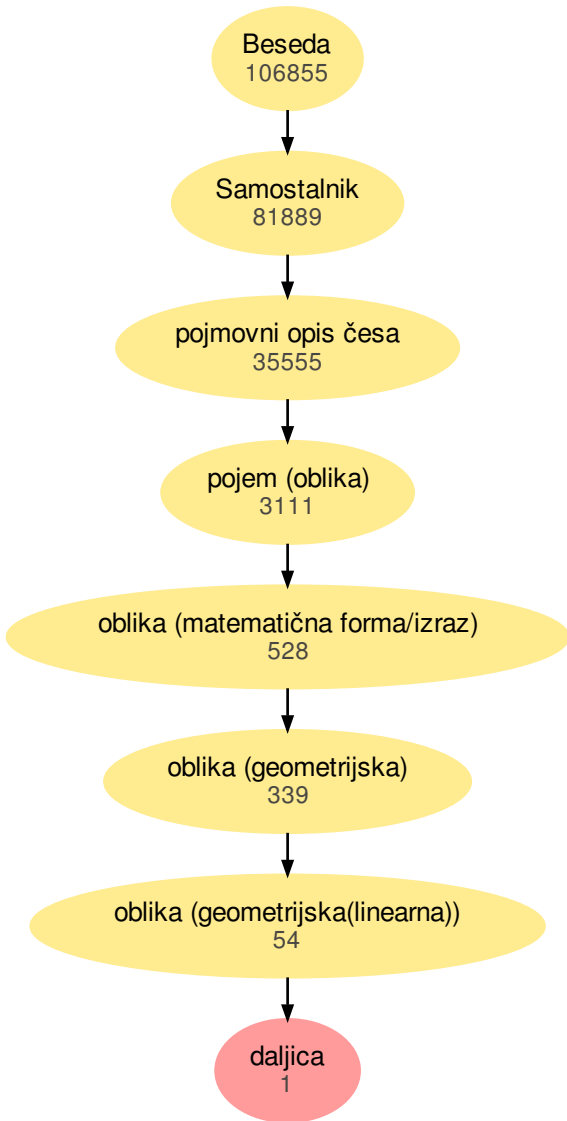 Beseda
106855
Samostalnik
81889
pojmovni opis česa
35555
pojem (oblika)
3111
oblika (matematična forma/izraz)
528
oblika (geometrijska)
339
oblika (geometrijska(linearna))
54
daljica
1